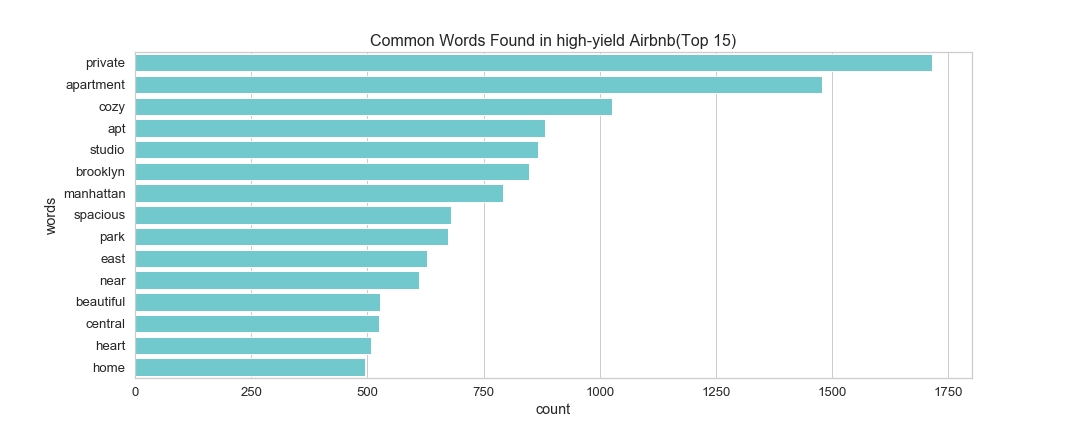 Common Words Found in high-yield Airbnb(Top 15)
words
private
apartment
cozy
apt
studio
brooklyn
manhattan
spacious
park
east
near
beautiful
central
heart
home
0 250 500 750 1000 1250 1500 1750
count